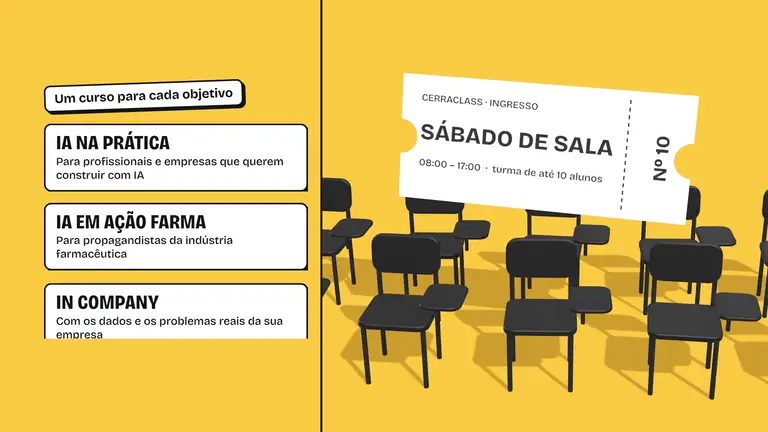 Um curso para cada objetivo
IA NA PRÁTICA
Para profissionais e empresas que querem
construir com IA
IA EM AÇÃO FARMA
Para propagandistas da indústria
farmacêutica
IN COMPANY
Com os dados e os problemas reais da sua
empresa
CERRACLASS · INGRESSO
SÁBADO DE SALA
08:00 – 17:00 · turma de até 10 alunos
Nº 10